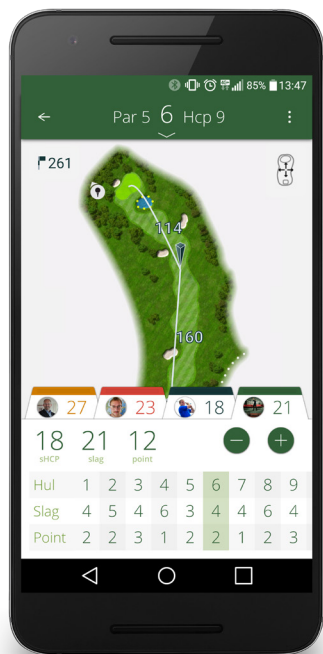 85% 13:47
Par 5 6 Hcp 9
261
114
160
27 23 18 21
18 21 12
sHCP slag point
Hul 1 2 3 4 5 6 7 8 9
Slag 4 5 4 6 3 4 4 6 4
Point 2 2 3 1 2 2 1 2 3